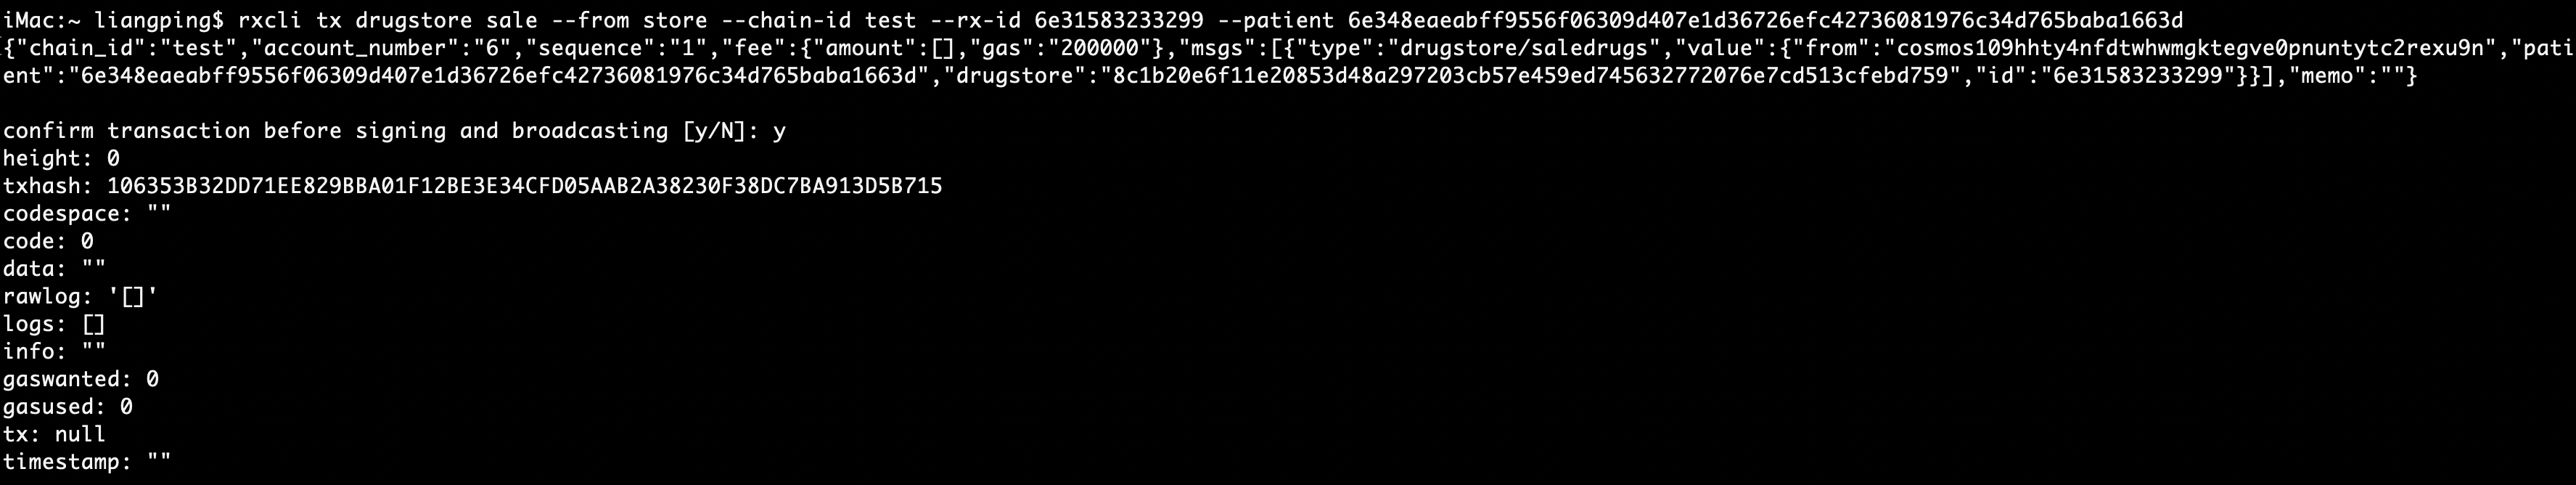 iMac:~ liangping$ rxcli tx drugstore sale --from store --chain-id test --rx-id 6e31583233299 --patient 6e348eaeabff9556f06309d407e1d36726efc42736081976c34d765baba1663d
{"chain_id":"test","account_number":"6","sequence":"1","fee":{"amount":[],"gas":"200000"},"msgs":[{"type":"drugstore/saledrugs","value":{"from":"cosmos109hhty4nfdtwhwmgktegve0pnuntytc2rexu9n","pati
ent":"6e348eaeabff9556f06309d407e1d36726efc42736081976c34d765baba1663d","drugstore":"8c1b20e6f11e20853d48a297203cb57e459ed745632772076e7cd513cfebd759","id":"6e31583233299"}}],"memo":""}
confirm transaction before signing and broadcasting [y/N]: y
height: 0
txhash: 106353B32DD71EE829BBA01F12BE3E34CFD05AAB2A38230F38DC7BA913D5B715
codespace: ""
code: 0
data: ""
rawlog: '[]'
logs: []
info: ""
gaswanted: 0
gasused: 0
tx: null
timestamp: ""